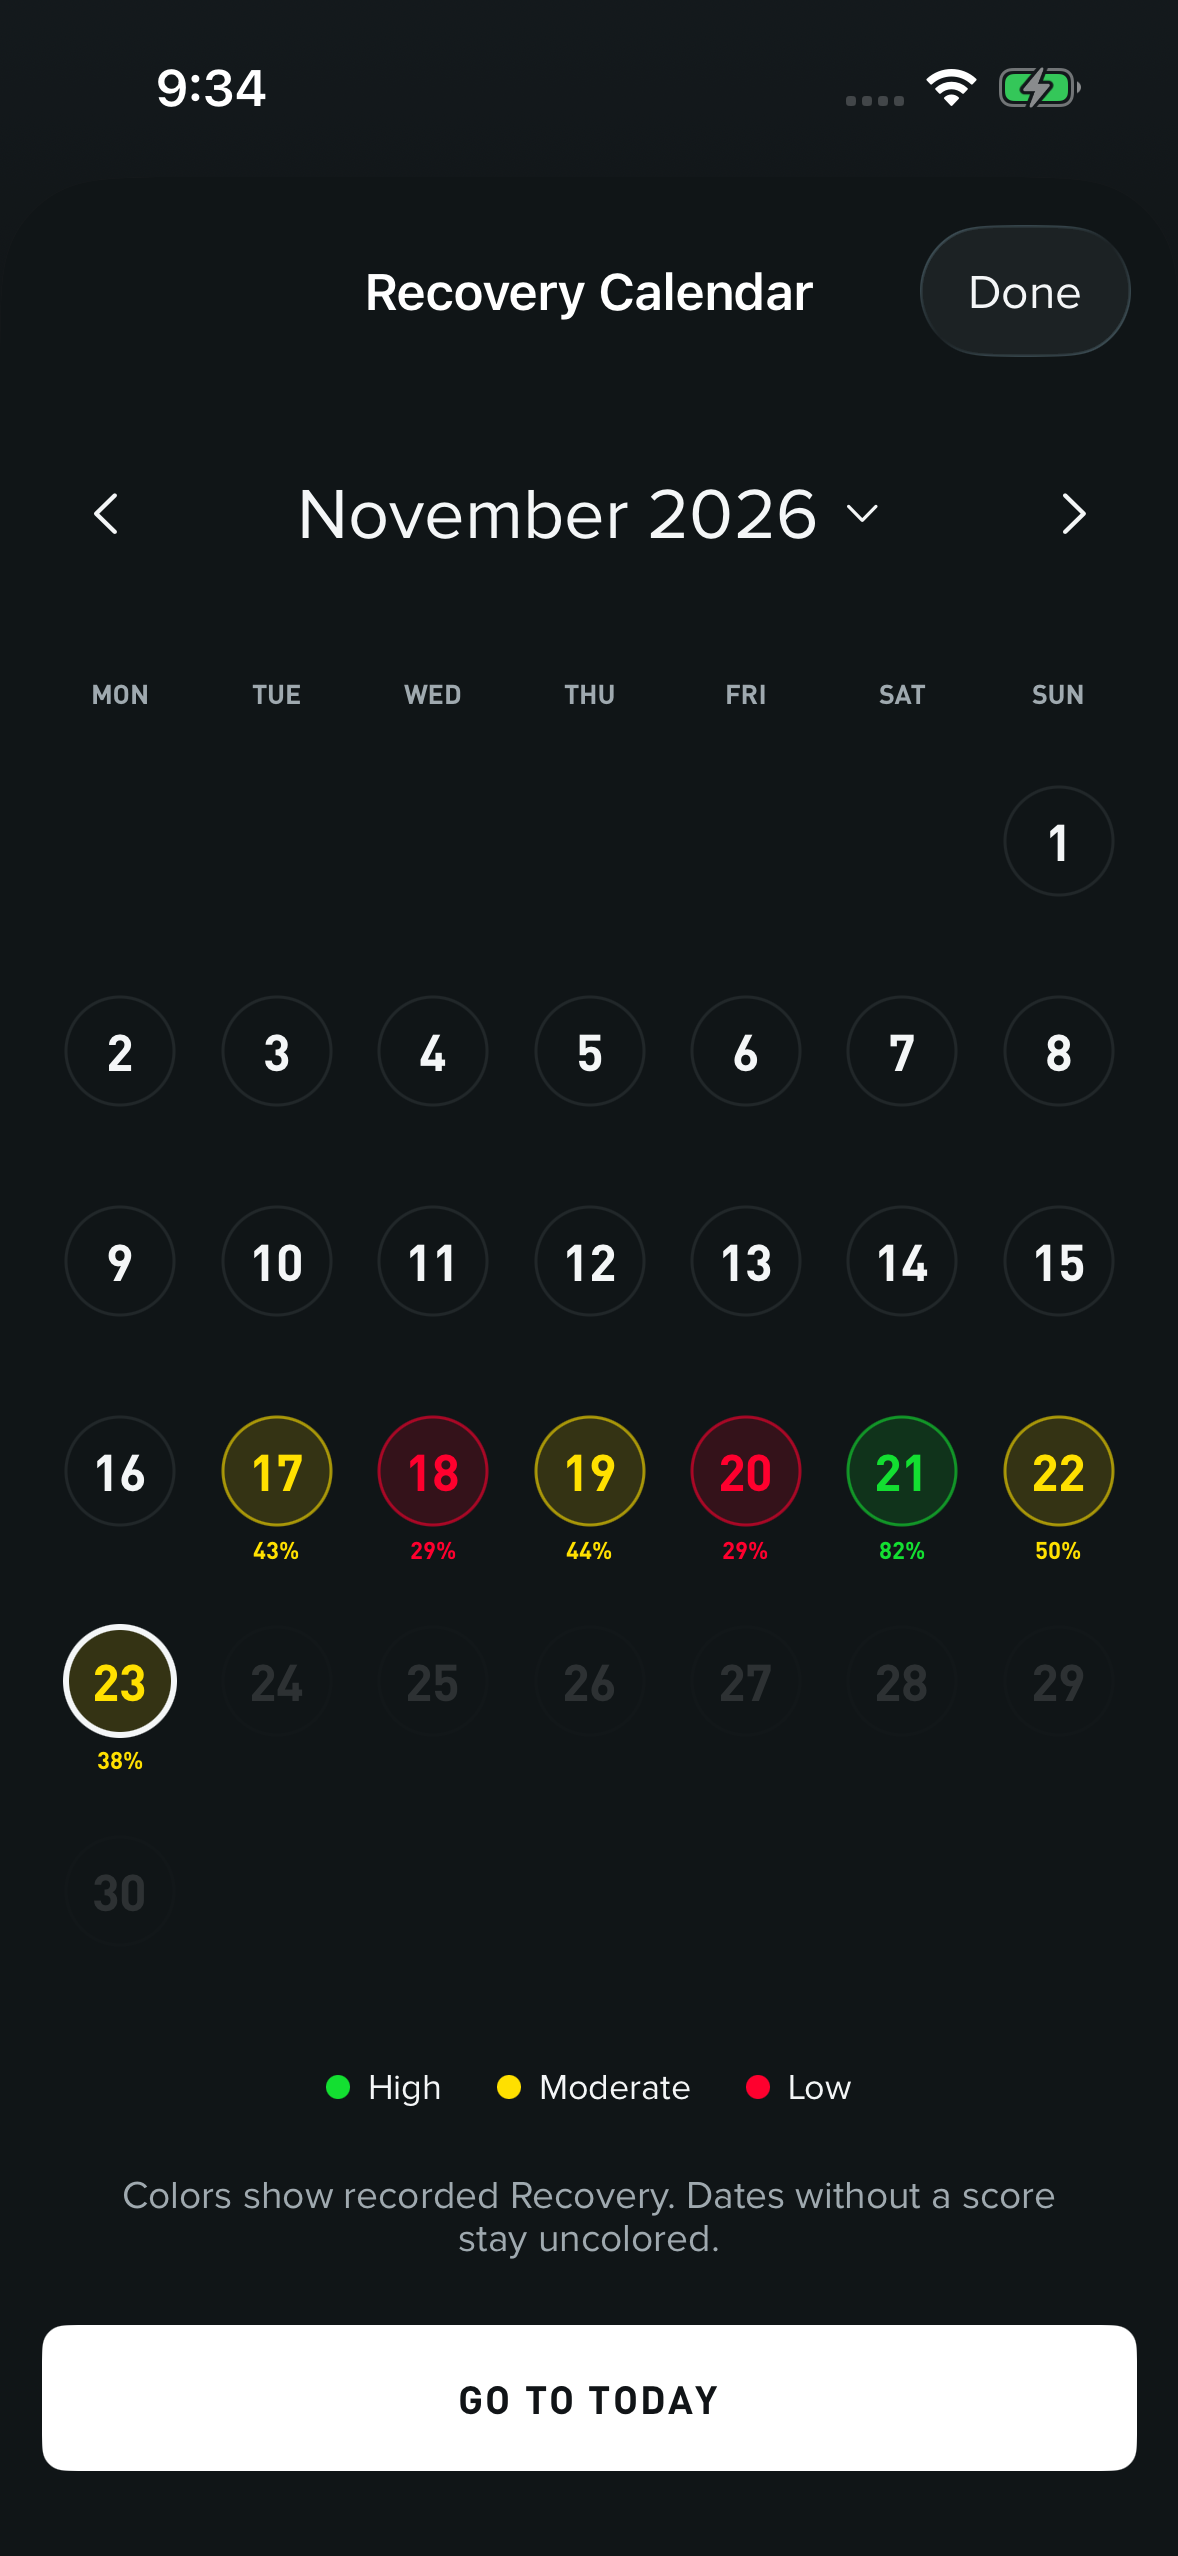 9:34
Recovery Calendar
Done
November 2026
MON TUE WED THU FRI SAT SUN
1
2 3 4 5 6 7 8
9 10 11 12 13 14 15
16 17 18 19 20 21 22
43% 29% 44% 29% 82% 50%
23 24 25 26 27 28 29
38%
30
High Moderate Low
Colors show recorded Recovery. Dates without a score
stay uncolored.
GO TO TODAY